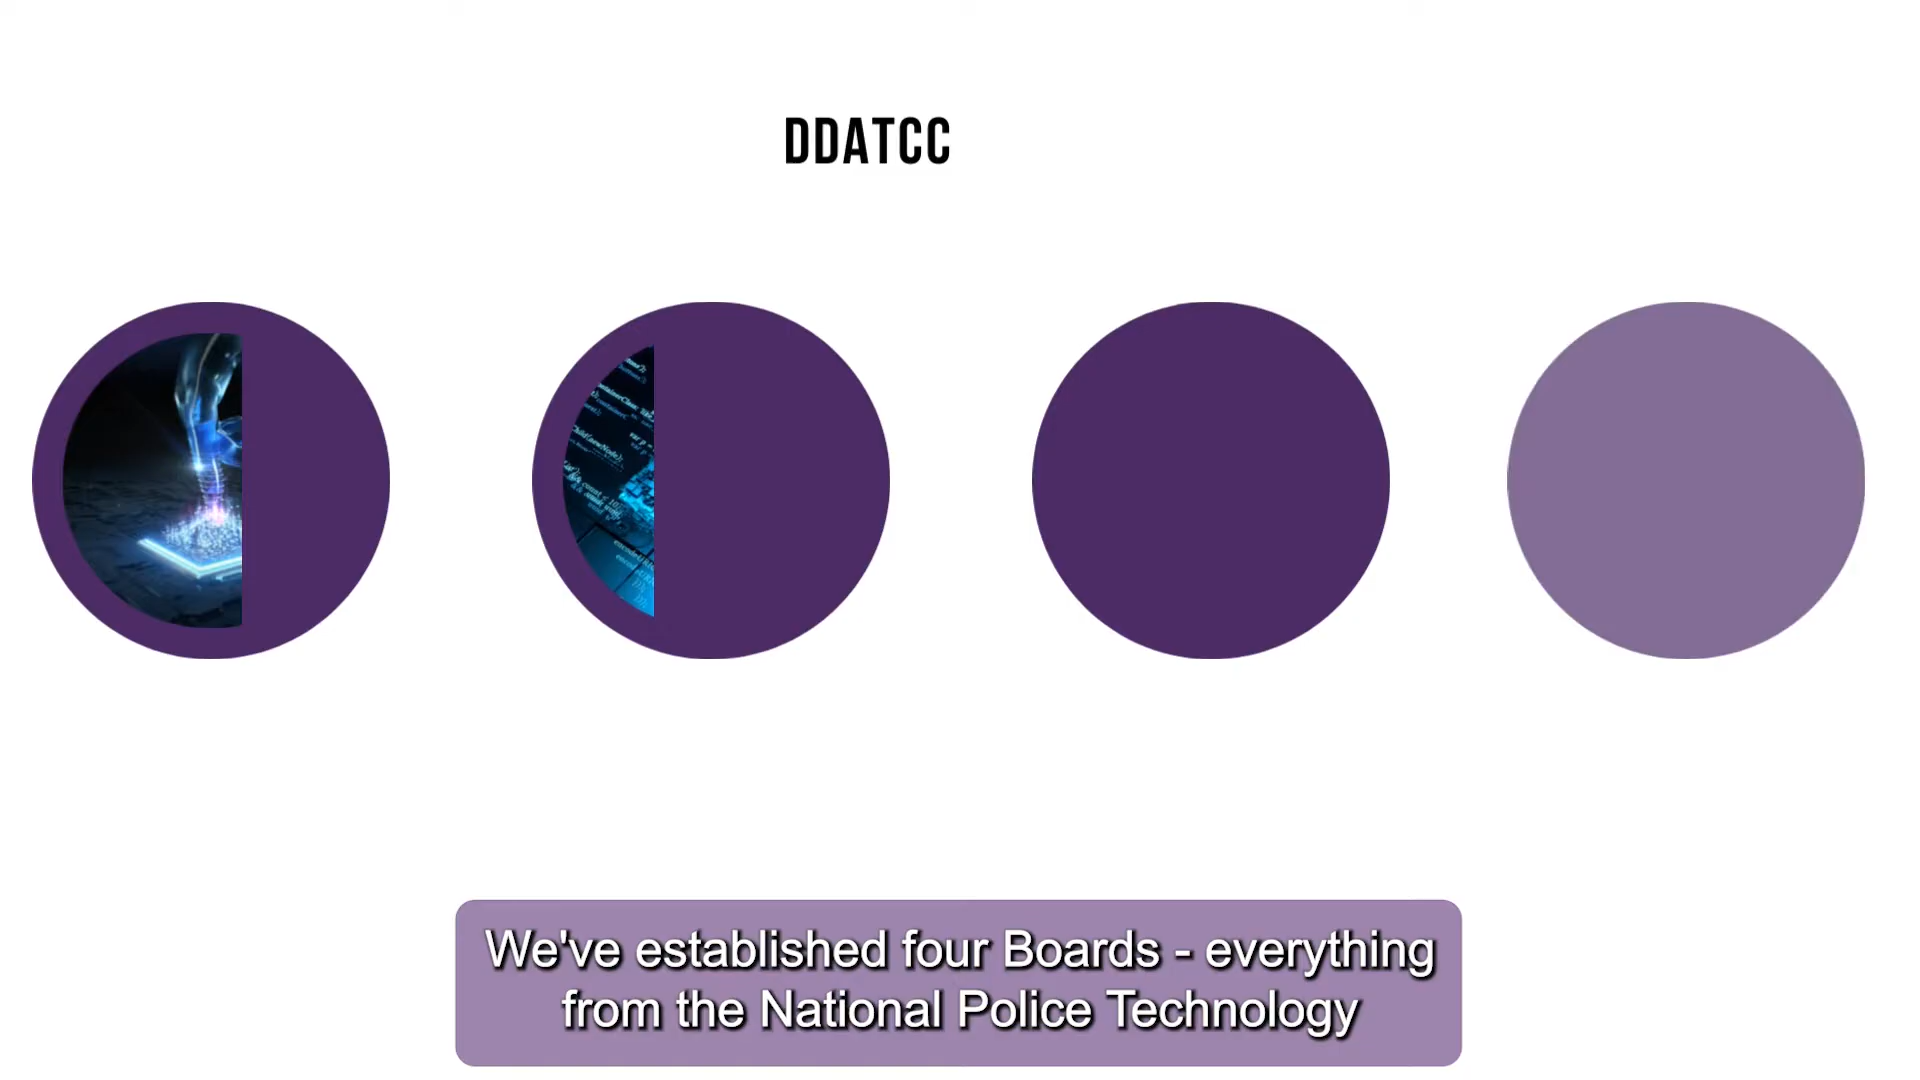 DDATCC
We've established four Boards - everything
from the National Police Technology